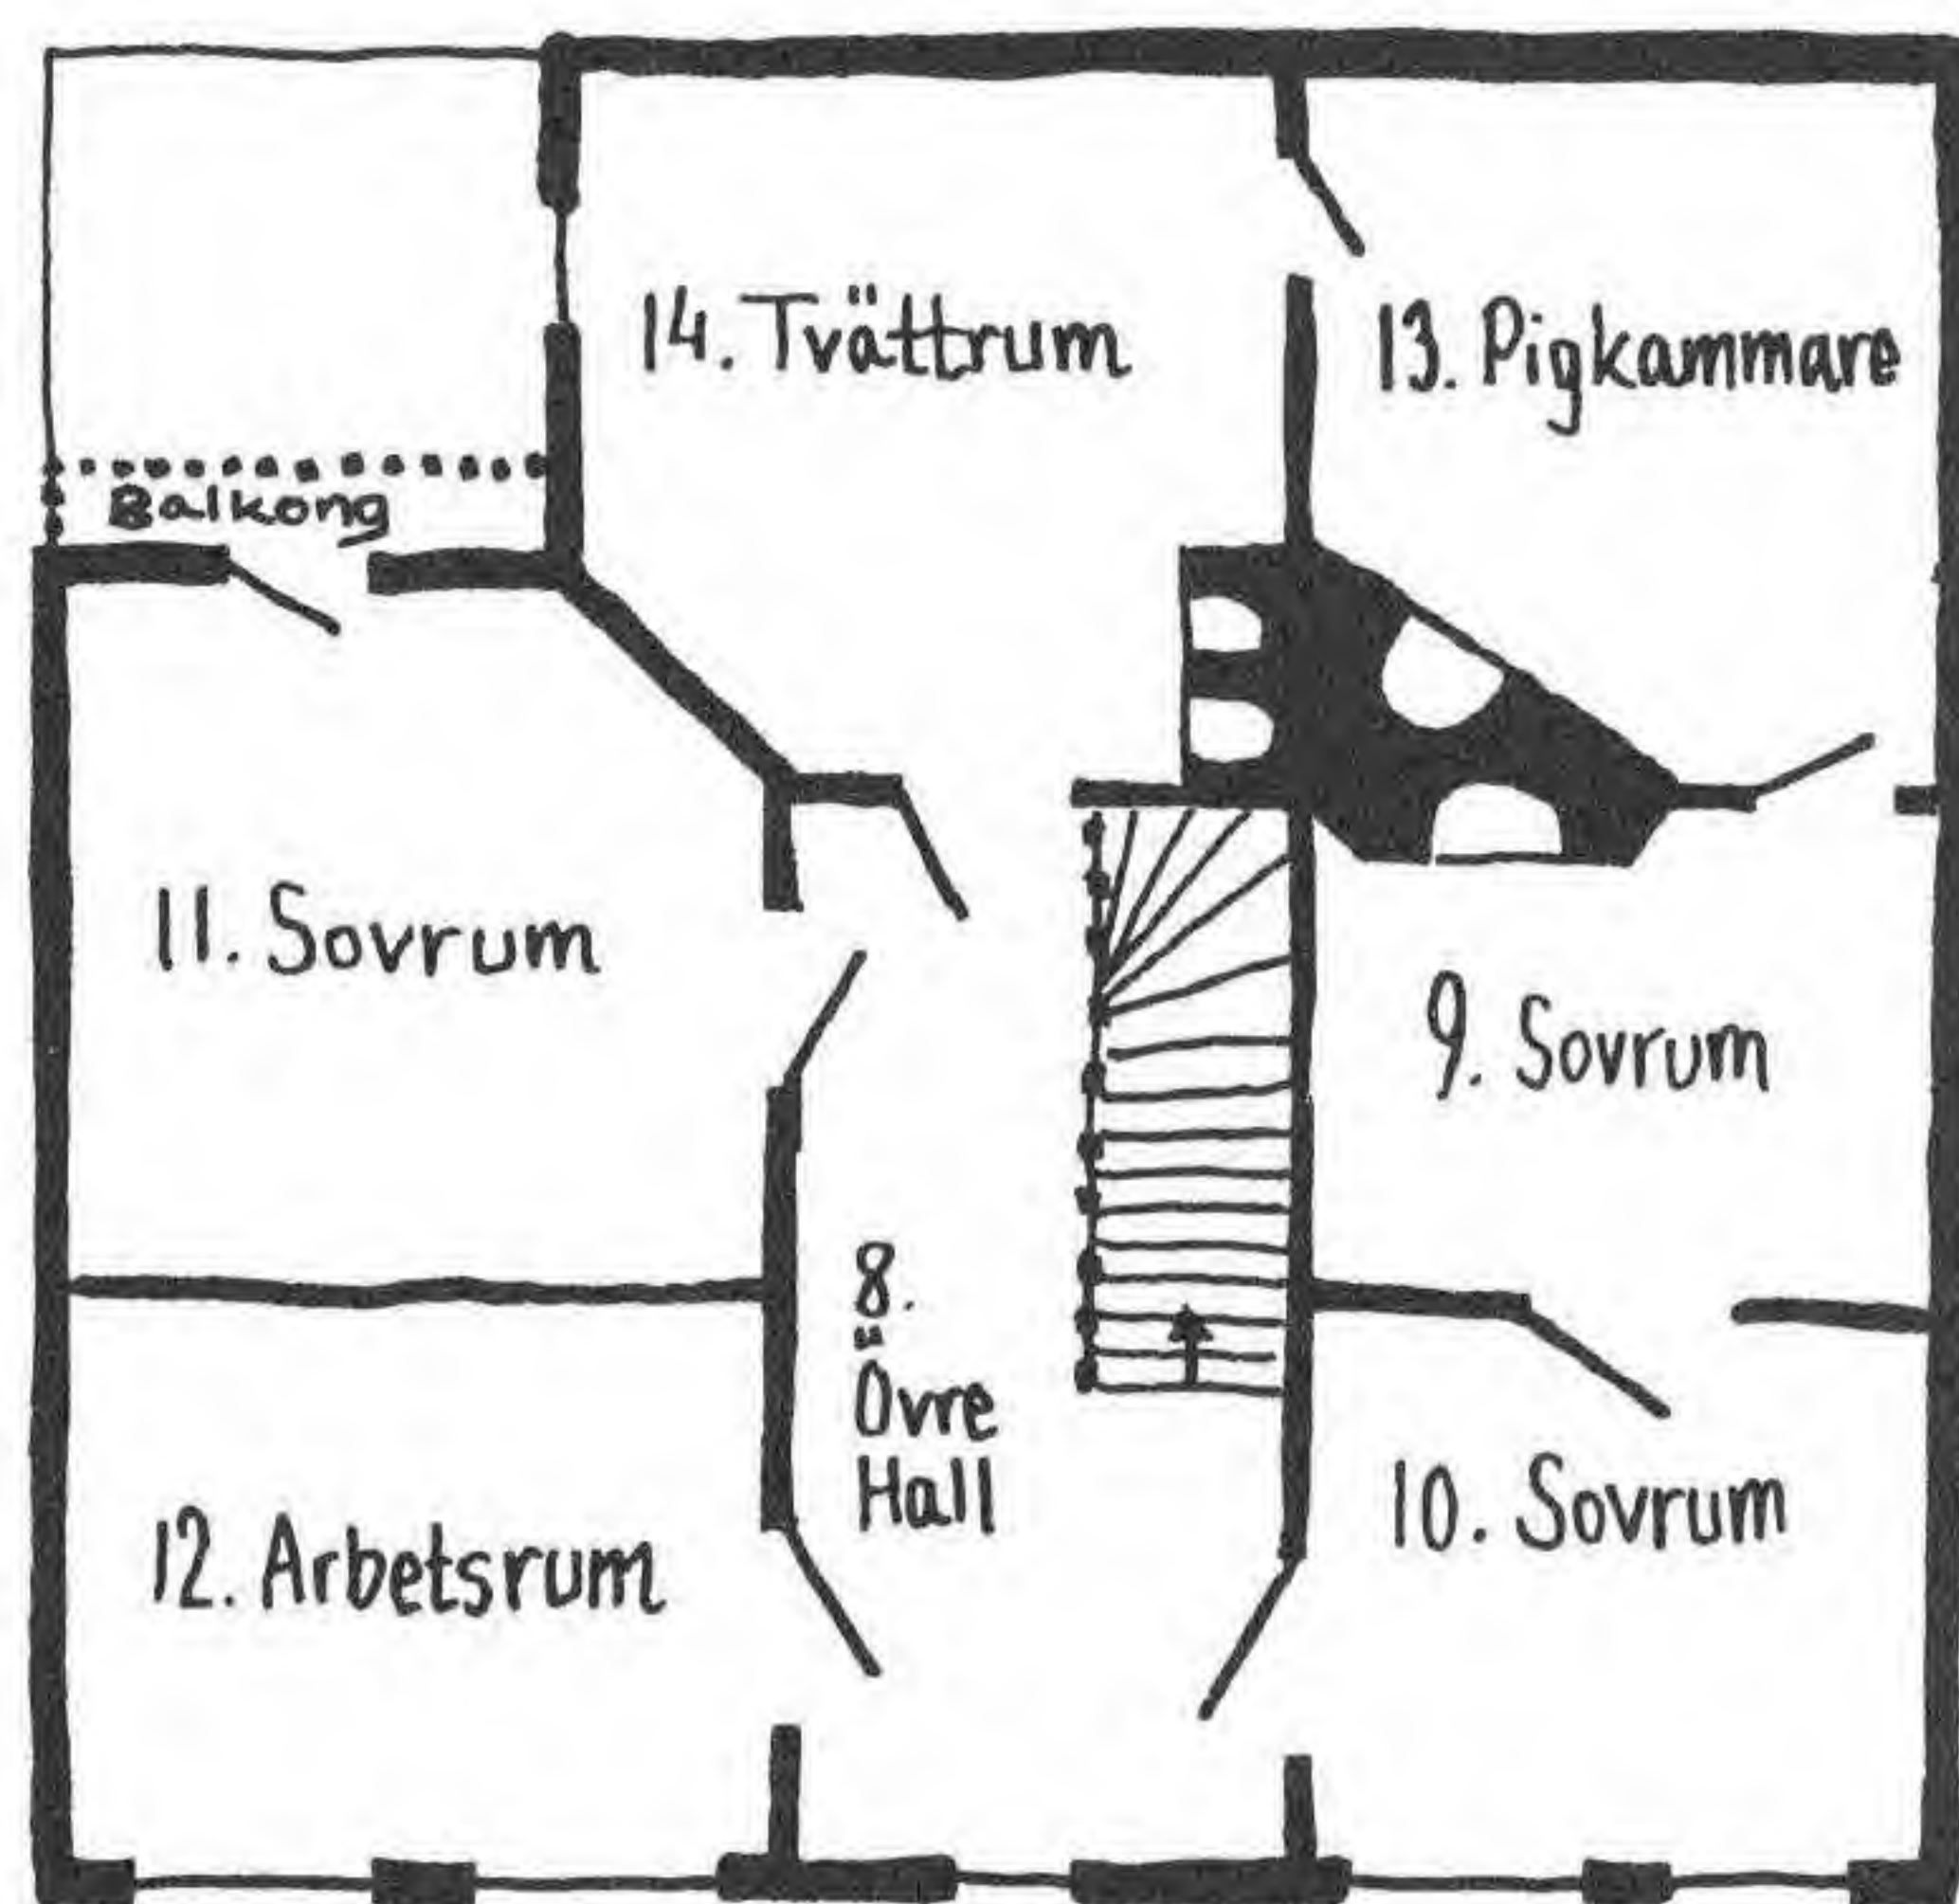 14. Tvättrum
13. Pigkammare
Balkong
11. Sovrum
9. Sovrum
8.
Övre
Hall
10. Sovrum
12. Arbetsrum